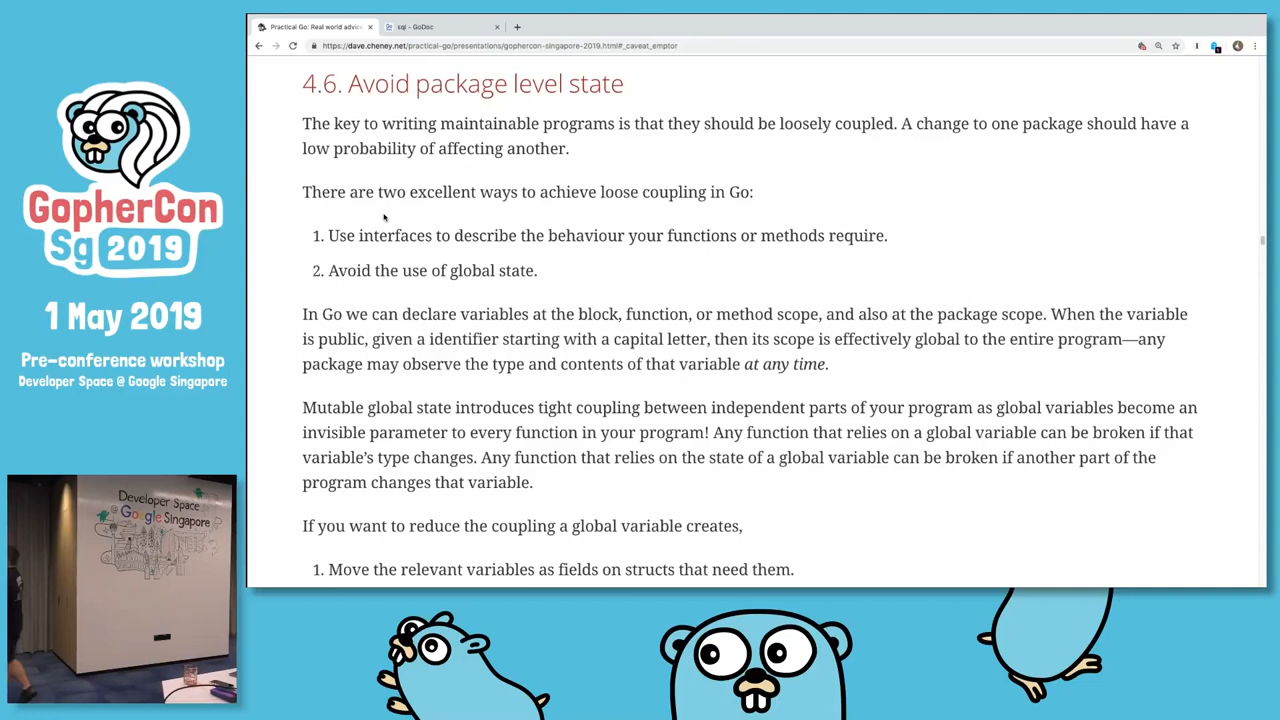 Practical Go: Real world advic
sql - GoDoc
https://dave.cheney.net/practical-go/presentations/gophercon-singapore-2019.html#_caveat_emptor
4.6. Avoid package level state
The key to writing maintainable programs is that they should be loosely coupled. A change to one package should have a
low probability of affecting another.
There are two excellent ways to achieve loose coupling in Go:
1. Use interfaces to describe the behaviour your functions or methods require.
2. Avoid the use of global state.
In Go we can declare variables at the block, function, or method scope, and also at the package scope. When the variable
is public, given a identifier starting with a capital letter, then its scope is effectively global to the entire program—any
package may observe the type and contents of that variable at any time.
Mutable global state introduces tight coupling between independent parts of your program as global variables become an
invisible parameter to every function in your program! Any function that relies on a global variable can be broken if that
variable's type changes. Any function that relies on the state of a global variable can be broken if another part of the
program changes that variable.
If you want to reduce the coupling a global variable creates,
1. Move the relevant variables as fields on structs that need them.
GopherCon
Sg 2019
1 May 2019
Pre-conference workshop
Developer Space @ Google Singapore
Developer Space
@ Google Singapore